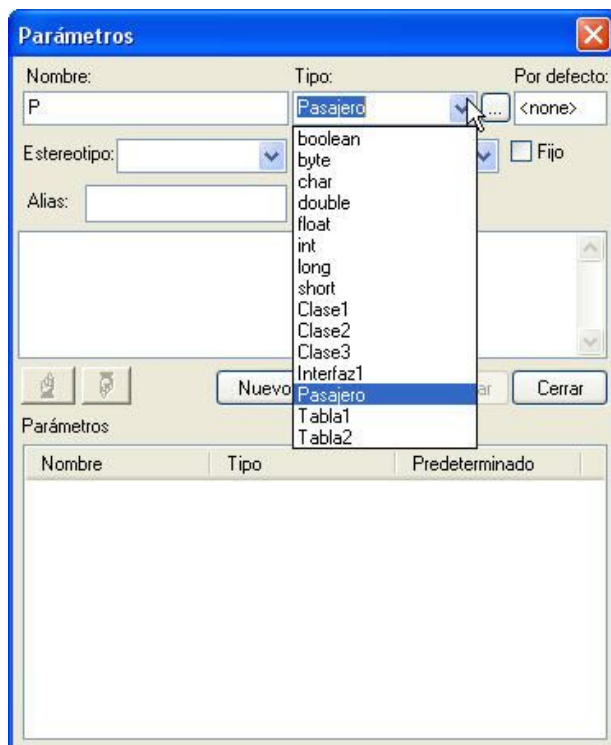 Parámetros
Nombre: Tipo: Por defecto:
P Pasajero ... <none>
Estereotipo: Fijo
Alias:
boolean
byte
char
double
float
int
long
short
Clase1
Clase2
Clase3
Interfaz1
Pasajero
Tabla1
Tabla2
Nuevo ar Cerrar
Parámetros
Nombre Tipo Predeterminado